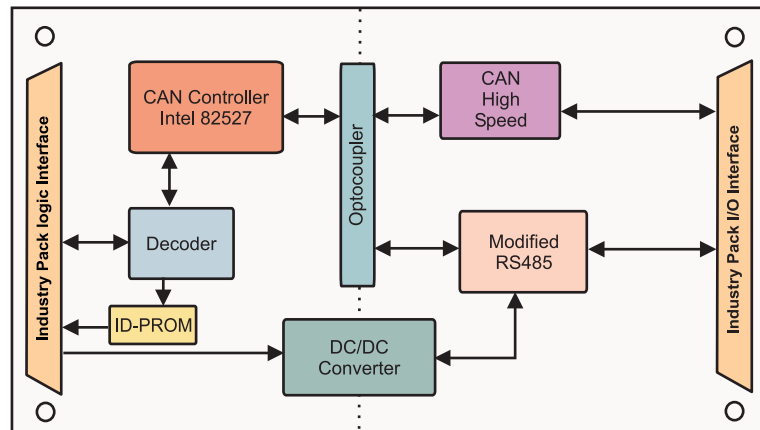 Industry Pack logic Interface
CAN Controller
Intel 82527
Decoder
ID-PROM
Optocoupler
DC/DC
Converter
CAN
High
Speed
Modified
RS485
Industry Pack I/O Interface